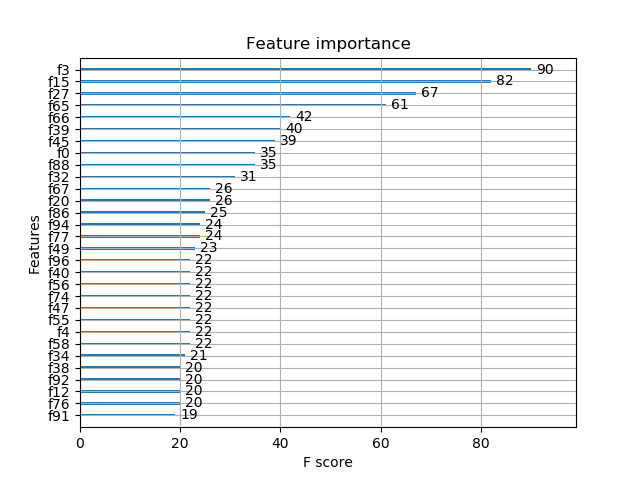 Feature importance
f3 90
f15 82
f27 67
f65 61
f66 42
f39 40
f45 39
f0 35
f88 35
f32 31
f67 26
f20 26
f86 25
f94 24
f77 24
f49 23
f96 22
f40 22
f56 22
f74 22
f47 22
f55 22
f4 22
f58 22
f34 21
f38 20
f92 20
f12 20
f76 20
f91 19
Features
0 20 40 60 80
F score